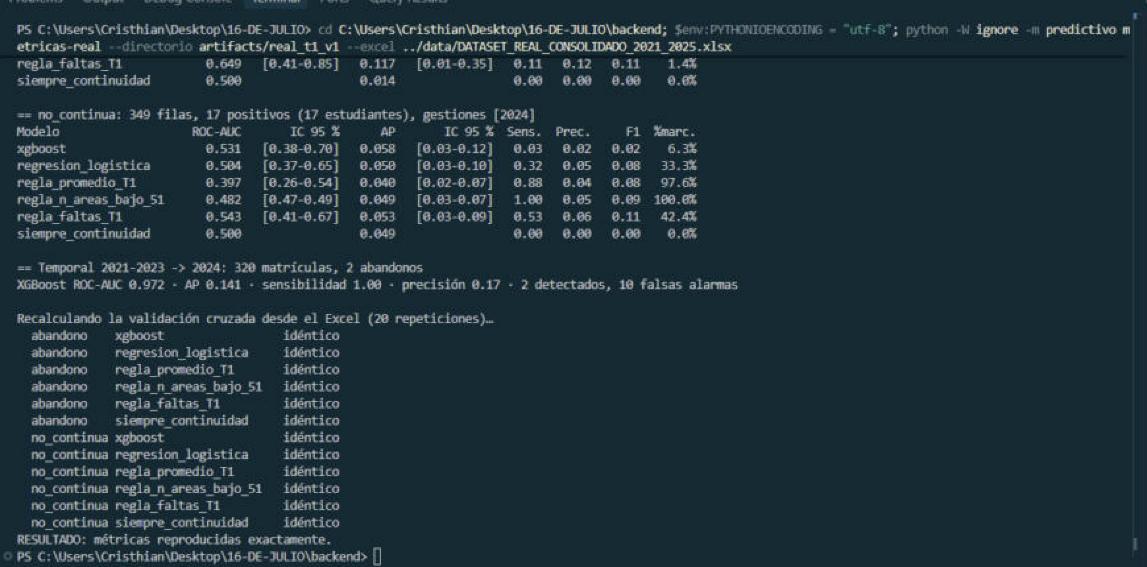 Problems Output Debug Console Terminal Ports Query Results
PS C:\Users\Cristhian\Desktop\16-DE-JULIO> cd C:\Users\Cristhian\Desktop\16-DE-JULIO\backend; $env:PYTHONIOENCODING = "utf-8"; python -W ignore -m predictivo m
etricas-real --directorio artifacts/real_t1_v1 --excel ../data/DATASET_REAL_CONSOLIDADO_2021_2025.xlsx
regla_faltas_T1 0.649 [0.41-0.85] 0.117 [0.01-0.35] 0.11 0.12 0.11 1.4%
siempre_continuidad 0.500 0.014 0.00 0.00 0.00 0.0%
== no_continua: 349 filas, 17 positivos (17 estudiantes), gestiones [2024]
Modelo ROC-AUC IC 95 % AP IC 95 % Sens. Prec. F1 %marc.
xgboost 0.531 [0.38-0.70] 0.058 [0.03-0.12] 0.03 0.02 0.02 6.3%
regresion_logistica 0.504 [0.37-0.65] 0.050 [0.03-0.10] 0.32 0.05 0.08 33.3%
regla_promedio_T1 0.397 [0.26-0.54] 0.040 [0.02-0.07] 0.88 0.04 0.08 97.6%
regla_n_areas_bajo_51 0.482 [0.47-0.49] 0.049 [0.03-0.07] 1.00 0.05 0.09 100.0%
regla_faltas_T1 0.543 [0.41-0.67] 0.053 [0.03-0.09] 0.53 0.06 0.11 42.4%
siempre_continuidad 0.500 0.049 0.00 0.00 0.00 0.0%
== Temporal 2021-2023 -> 2024: 320 matrículas, 2 abandonos
XGBoost ROC-AUC 0.972 · AP 0.141 · sensibilidad 1.00 · precisión 0.17 · 2 detectados, 10 falsas alarmas
Recalculando la validación cruzada desde el Excel (20 repeticiones)…
abandono xgboost idéntico
abandono regresion_logistica idéntico
abandono regla_promedio_T1 idéntico
abandono regla_n_areas_bajo_51 idéntico
abandono regla_faltas_T1 idéntico
abandono siempre_continuidad idéntico
no_continua xgboost idéntico
no_continua regresion_logistica idéntico
no_continua regla_promedio_T1 idéntico
no_continua regla_n_areas_bajo_51 idéntico
no_continua regla_faltas_T1 idéntico
no_continua siempre_continuidad idéntico
RESULTADO: métricas reproducidas exactamente.
PS C:\Users\Cristhian\Desktop\16-DE-JULIO\backend>